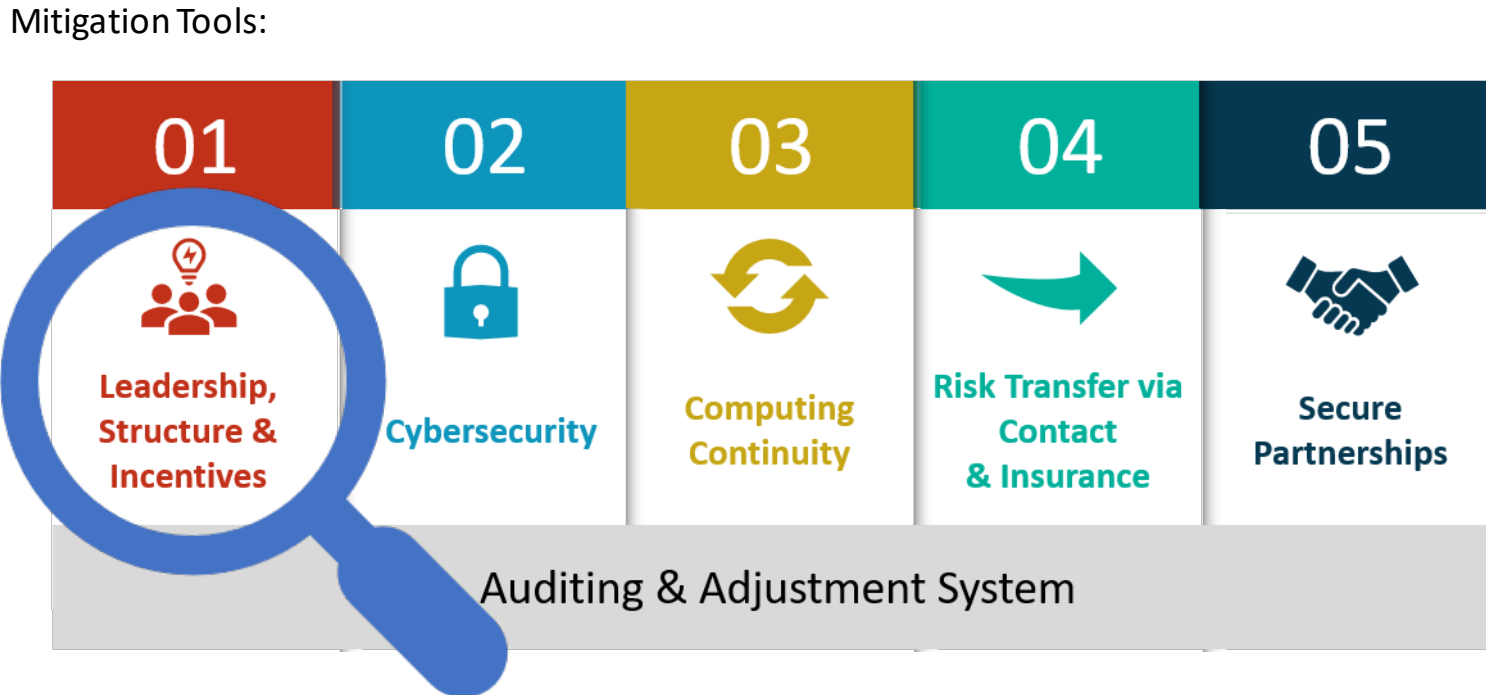 Mitigation Tools:
01
02
03
04
05
Leadership,
Structure &
Incentives
Cybersecurity
Computing
Continuity
Risk Transfer via
Contact
& Insurance
Secure
Partnerships
Auditing & Adjustment System